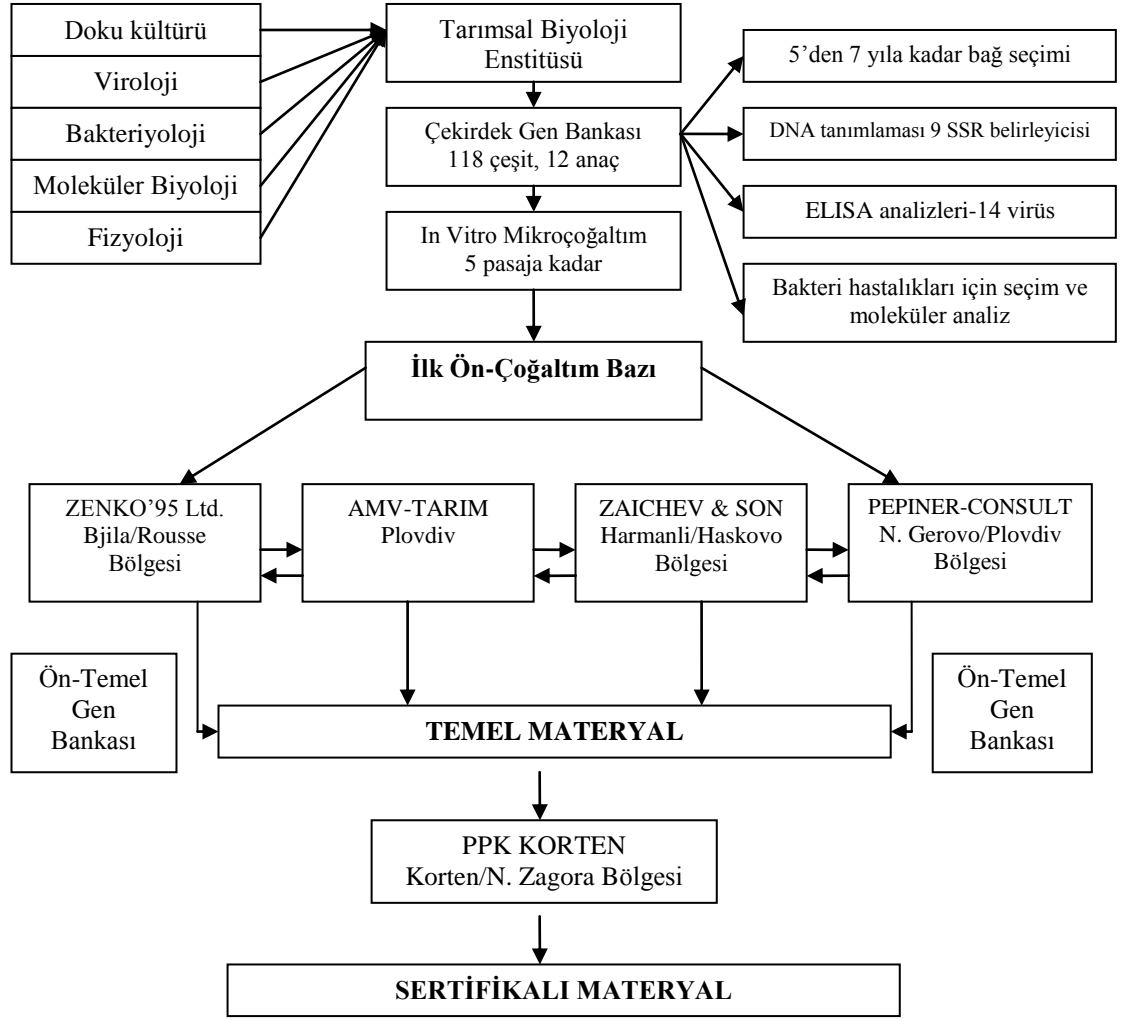 Doku kültürü
Viroloji
Bakteriyoloji
Moleküler Biyoloji
Fizyoloji
Tarımsal Biyoloji
Enstitüsü
Çekirdek Gen Bankası
118 çeşit, 12 anaç
In Vitro Mikroçoğaltım
5 pasaja kadar
5’den 7 yıla kadar bağ seçimi
DNA tanımlaması 9 SSR belirleyicisi
ELISA analizleri-14 virüs
Bakteri hastalıkları için seçim ve
moleküler analiz
İlk Ön-Çoğaltım Bazı
ZENKO’95 Ltd.
Bjila/Rousse
Bölgesi
AMV-TARIM
Plovdiv
ZAICHEV & SON
Harmanli/Haskovo
Bölgesi
PEPINER-CONSULT
N. Gerovo/Plovdiv
Bölgesi
Ön-Temel
Gen
Bankası
TEMEL MATERYAL
Ön-Temel
Gen
Bankası
PPK KORTEN
Korten/N. Zagora Bölgesi
SERTİFİKALI MATERYAL